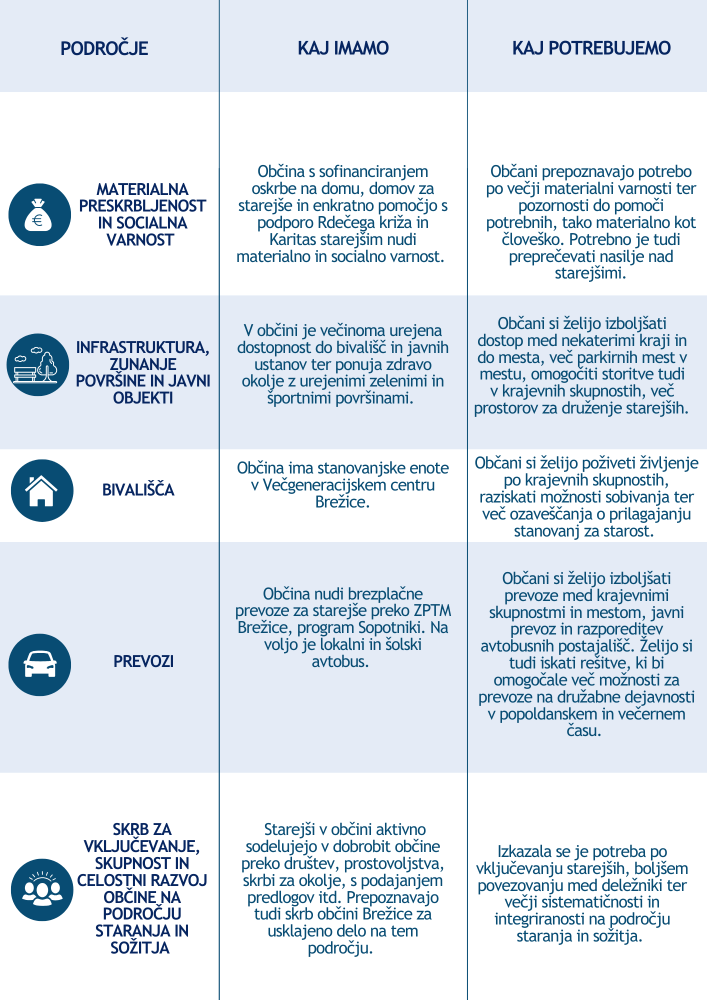 PODROČJE
KAJ IMAMO
KAJ POTREBUJEMO
MATERIALNA
PRESKRBLJENOST
IN SOCIALNA
VARNOST
Občina s sofinanciranjem
oskrbe na domu, domov za
starejše in enkratno pomočjo s
podporo Rdečega križa in
Karitas starejšim nudi
materialno in socialno varnost.
Občani prepoznavajo potrebo
po večji materialni varnosti ter
pozornosti do pomoči
potrebnih, tako materialno kot
človeško. Potrebno je tudi
preprečevati nasilje nad
starejšimi.
INFRASTRUKTURA,
ZUNANJE
POVRŠINE IN JAVNI
OBJEKTI
V občini je večinoma urejena
dostopnost do bivališč in javnih
ustanov ter ponuja zdravo
okolje z urejenimi zelenimi in
športnimi površinami.
Občani si želijo izboljšati
dostop med nekaterimi kraji in
do mesta, več parkirnih mest v
mestu, omogočiti storitve tudi
v krajevnih skupnostih, več
prostorov za druženje starejših.
BIVALIŠČA
Občina ima stanovanjske enote
v Večgeneracijskem centru
Brežice.
Občani si želijo poživeti življenje
po krajevnih skupnostih,
raziskati možnosti sobivanja ter
več ozaveščanja o prilagajanju
stanovanj za starost.
PREVOZI
Občina nudi brezplačne
prevoze za starejše preko ZPTM
Brežice, program Sopotniki. Na
voljo je lokalni in šolski
avtobus.
Občani si želijo izboljšati
prevoze med krajevnimi
skupnostmi in mestom, javni
prevoz in razporeditev
avtobusnih postajališč. Želijo si
tudi iskati rešitve, ki bi
omogočale več možnosti za
prevoze na družabne dejavnosti
v popoldanskem in večernem
času.
SKRB ZA
VKLJUČEVANJE,
SKUPNOST IN
CELOSTNI RAZVOJ
OBČINE NA
PODROČJU
STARANJA IN
SOŽITJA
Starejši v občini aktivno
sodelujejo v dobrobit občine
preko društev, prostovoljstva,
skrbi za okolje, s podajanjem
predlogov itd. Prepoznavajo
tudi skrb občini Brežice za
usklajeno delo na tem
področju.
Izkazala se je potreba po
vključevanju starejših, boljšem
povezovanju med deležniki ter
večji sistematičnosti in
integriranosti na področju
staranja in sožitja.